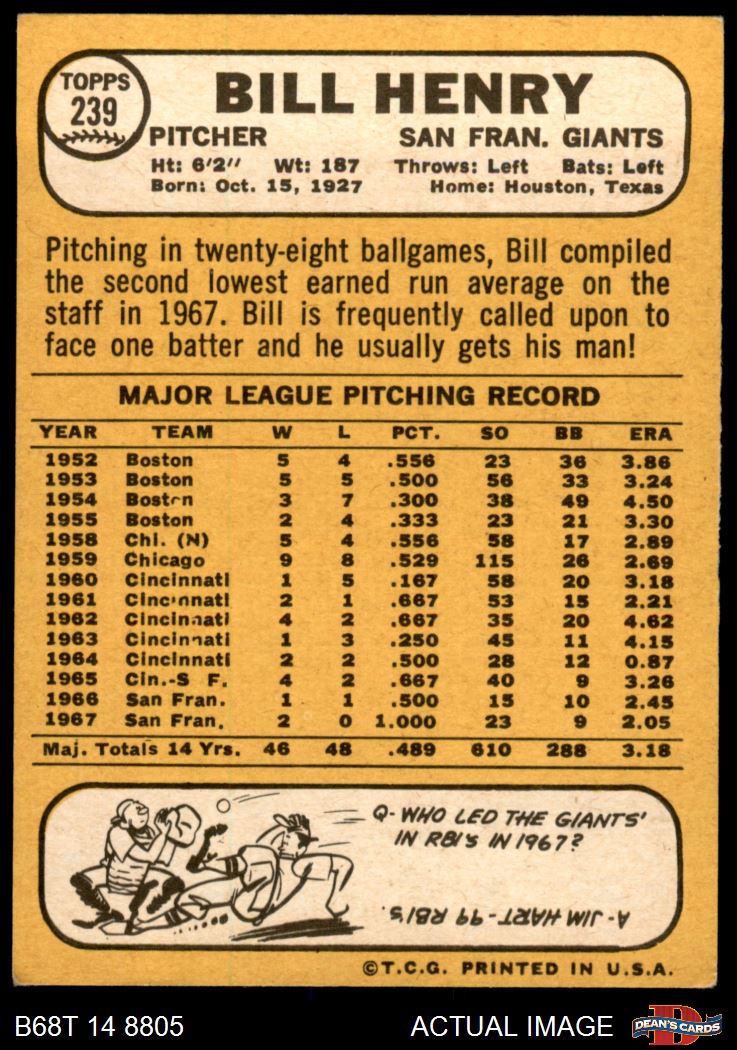 TOPPS
239
BILL HENRY
PITCHER SAN FRAN. GIANTS
Ht: 6'2" Wt: 187 Throws: Left Bats: Left
Born: Oct. 15, 1927 Home: Houston, Texas
Pitching in twenty-eight ballgames, Bill compiled
the second lowest earned run average on the
staff in 1967. Bill is frequently called upon to
face one batter and he usually gets his man!
MAJOR LEAGUE PITCHING RECORD
YEAR TEAM W L PCT. SO BB ERA
1952 Boston 5 4 .556 23 36 3.86
1953 Boston 5 5 .500 56 33 3.24
1954 Boston 3 7 .300 38 49 4.50
1955 Boston 2 4 .333 23 21 3.30
1958 Chi. (N) 5 4 .556 58 17 2.89
1959 Chicago 9 8 .529 115 26 2.69
1960 Cincinnati 1 5 .167 58 20 3.18
1961 Cincinnati 2 1 .667 53 15 2.21
1962 Cincinnati 4 2 .667 35 20 4.62
1963 Cincinnati 1 3 .250 45 11 4.15
1964 Cincinnati 2 2 .500 28 12 0.87
1965 Cin.-S F. 4 2 .667 40 9 3.26
1966 San Fran. 1 1 .500 15 10 2.45
1967 San Fran. 2 0 1.000 23 9 2.05
Maj. Totals 14 Yrs. 46 48 .489 610 288 3.18
Q- WHO LED THE GIANTS'
IN RBI'S IN 1967?
A- JIM HART - 99 RBI'S.
©T.C.G. PRINTED IN U.S.A.
B68T 14 8805 ACTUAL IMAGE
DEAN'S CARDS